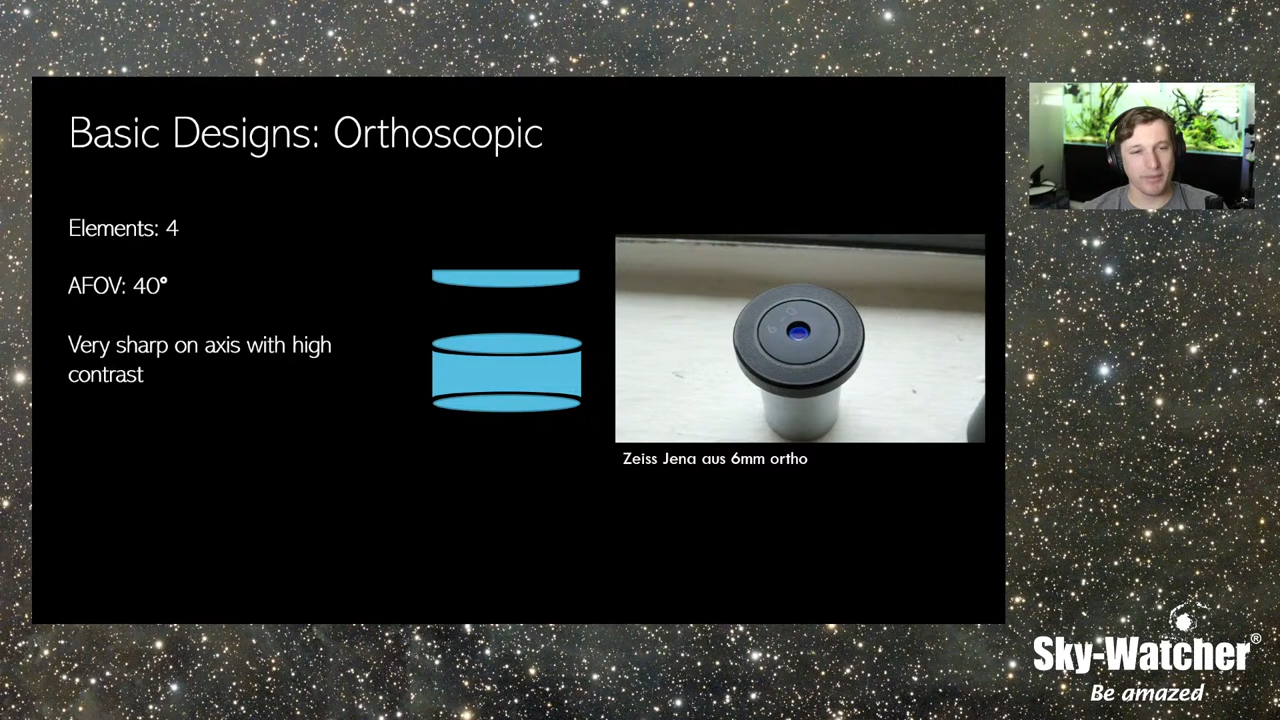 Basic Designs: Orthoscopic
Elements: 4
AFOV: 40°
Very sharp on axis with high
contrast
Zeiss Jena aus 6mm ortho
Sky-Watcher®
Be amazed